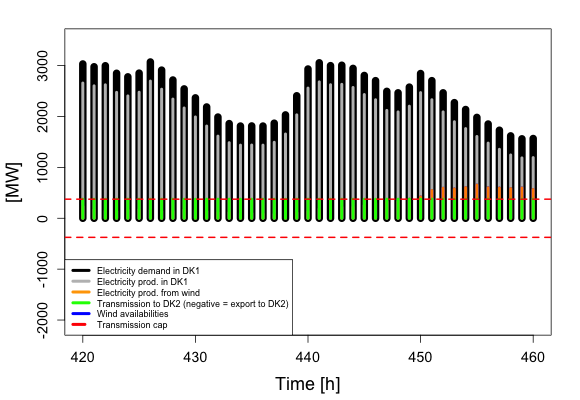 [MW]
3000
2000
1000
0
-1000
-2000
Electricity demand in DK1
Electricity prod. in DK1
Electricity prod. from wind
Transmission to DK2 (negative = export to DK2)
Wind availabilities
Transmission cap
420 430 440 450 460
Time [h]